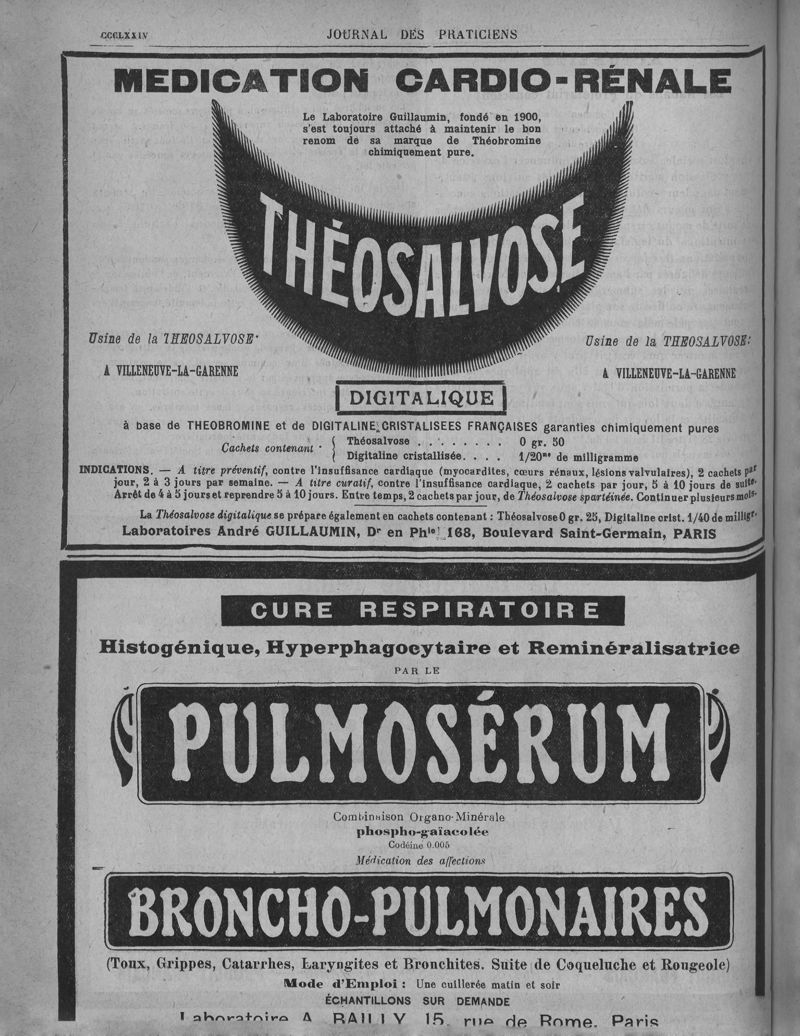 CCCLXXIV
JOURNAL DES PRATICIENS
MEDICATION CARDIO-RÉNALE
Le Laboratoire Guillaumin, fondé en 1900,
s'est toujours attaché à maintenir le bon
renom de sa marque de Théobromine
chimiquement pure.
THÉOSALVOSE
Usine de la THEOSALVOSE
À VILLENEUVE-LA-GARENNE
Usine de la THEOSALVOSE:
À VILLENEUVE-LA-GARENNE
DIGITALIQUE
à base de THEOBROMINE et de DIGITALINE CRISTALISEES FRANÇAISES garanties chimiquement pures
Cachets contenant { Théosalvose . . . . . . . . 0 gr. 50
Digitaline cristallisée. . . . 1/20me de milligramme
INDICATIONS. — A titre préventif, contre l'insuffisance cardiaque (myocardites, cœurs rénaux, lésions valvulaires), 2 cachets par
jour, 2 à 3 jours par semaine. — A titre curatif, contre l'insuffisance cardiaque, 2 cachets par jour, 5 à 10 jours de suite.
Arrêt de 4 à 5 jours et reprendre 5 à 10 jours. Entre temps, 2 cachets par jour, de Théosalvose spartéinée. Continuer plusieurs mois.
La Théosalvose digitalique se prépare également en cachets contenant : Théosalvose 0 gr. 25, Digitaline crist. 1/40 de milligr.
Laboratoires André GUILLAUMIN, Dr en Phie, 168, Boulevard Saint-Germain, PARIS
CURE RESPIRATOIRE
Histogénique, Hyperphagocytaire et Reminéralisatrice
PAR LE
PULMOSÉRUM
Combinaison Organo-Minérale
phospho-gaïacolée
Codéine 0.005
Médication des affections
BRONCHO-PULMONAIRES
(Toux, Grippes, Catarrhes, Laryngites et Bronchites. Suite de Coqueluche et Rougeole)
Mode d'Emploi : Une cuillerée matin et soir
ÉCHANTILLONS SUR DEMANDE
Laboratoire A. BAILLY 15, rue de Rome, Paris